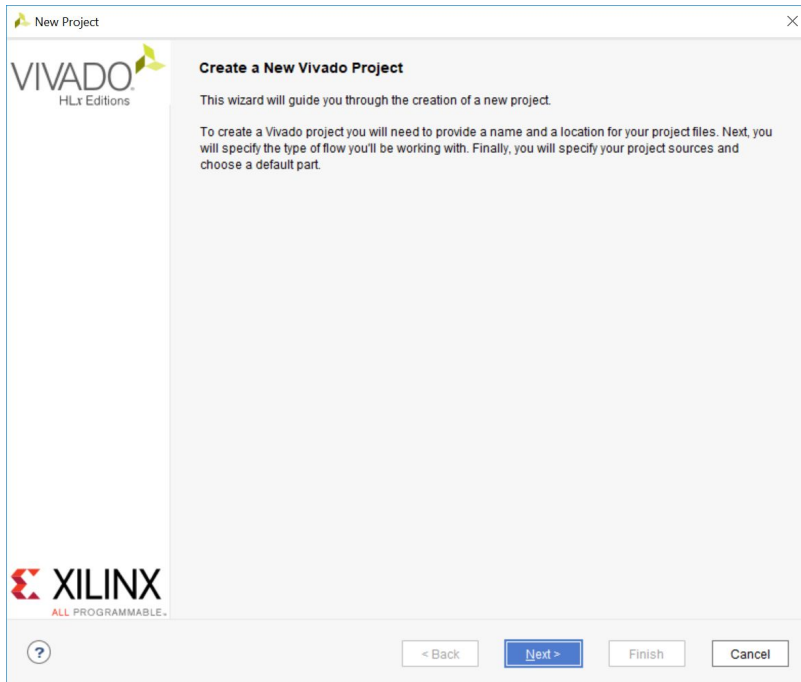 New Project
VIVADO.
HLx Editions
Create a New Vivado Project
This wizard will guide you through the creation of a new project.
To create a Vivado project you will need to provide a name and a location for your project files. Next, you
will specify the type of flow you'll be working with. Finally, you will specify your project sources and
choose a default part.
XILINX
ALL PROGRAMMABLE.
?
< Back
Next >
Finish
Cancel